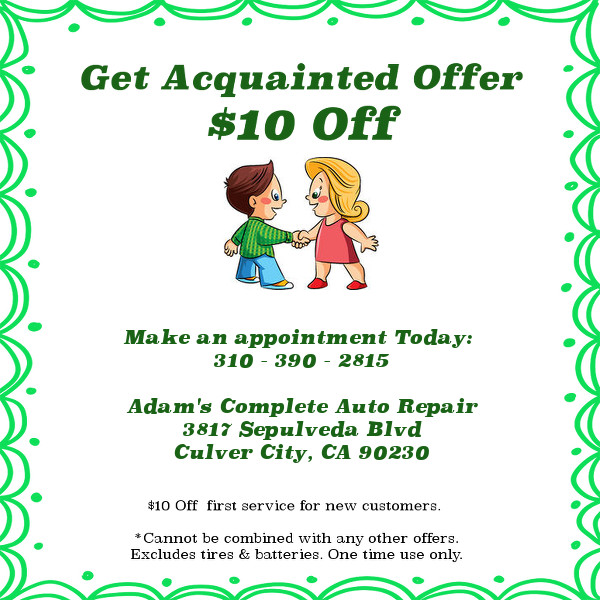 Get Acquainted Offer
$10 Off
Make an appointment Today:
310 - 390 - 2815
Adam's Complete Auto Repair
3817 Sepulveda Blvd
Culver City, CA 90230
$10 Off  first service for new customers.
*Cannot be combined with any other offers.
Excludes tires & batteries. One time use only.